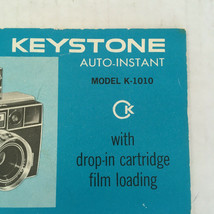 KEYSTONE
AUTO-INSTANT
MODEL K-1010
with
drop-in cartridge
film loading